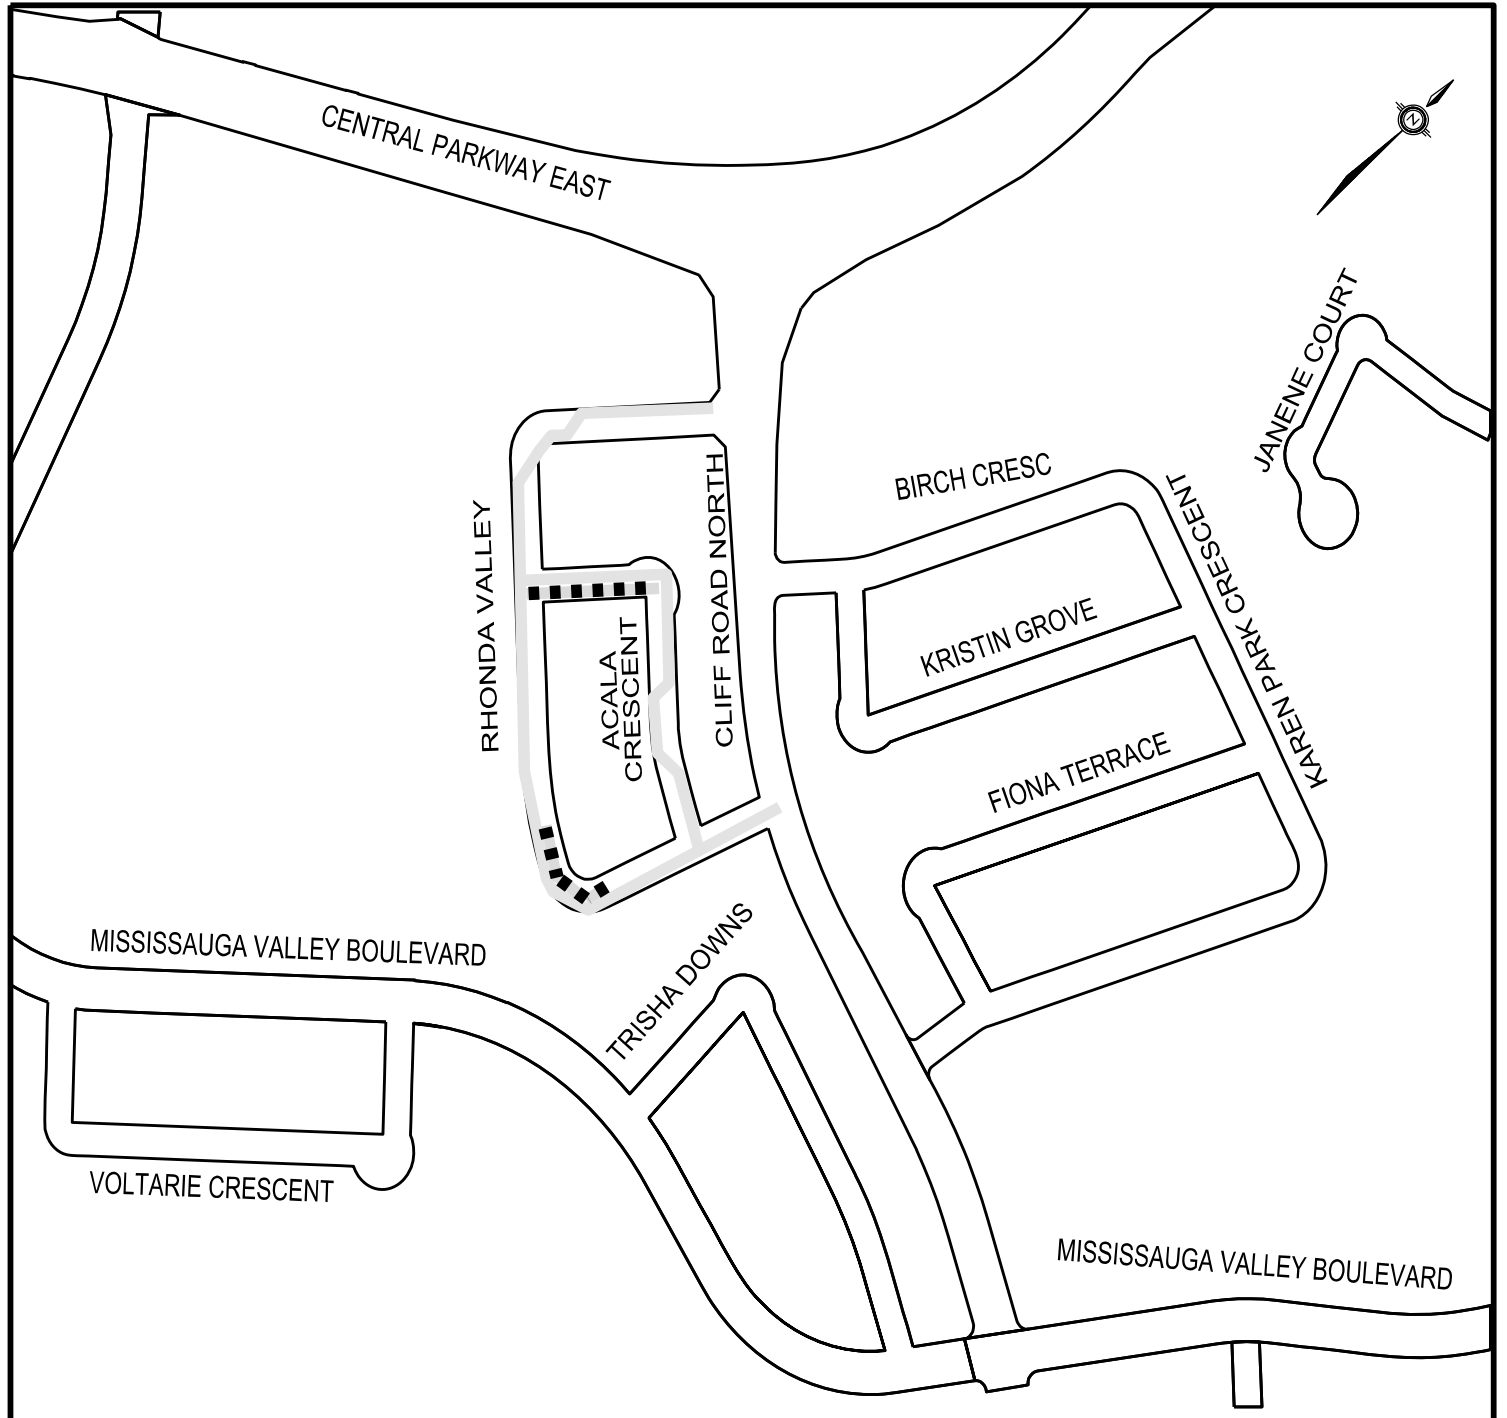 CENTRAL PARKWAY EAST
N
JANENE COURT
BIRCH CRESC
KAREN PARK CRESCENT
RHONDA VALLEY
CLIFF ROAD NORTH
KRISTIN GROVE
ACALA
CRESCENT
FIONA TERRACE
MISSISSAUGA VALLEY BOULEVARD
TRISHA DOWNS
VOLTARIE CRESCENT
MISSISSAUGA VALLEY BOULEVARD